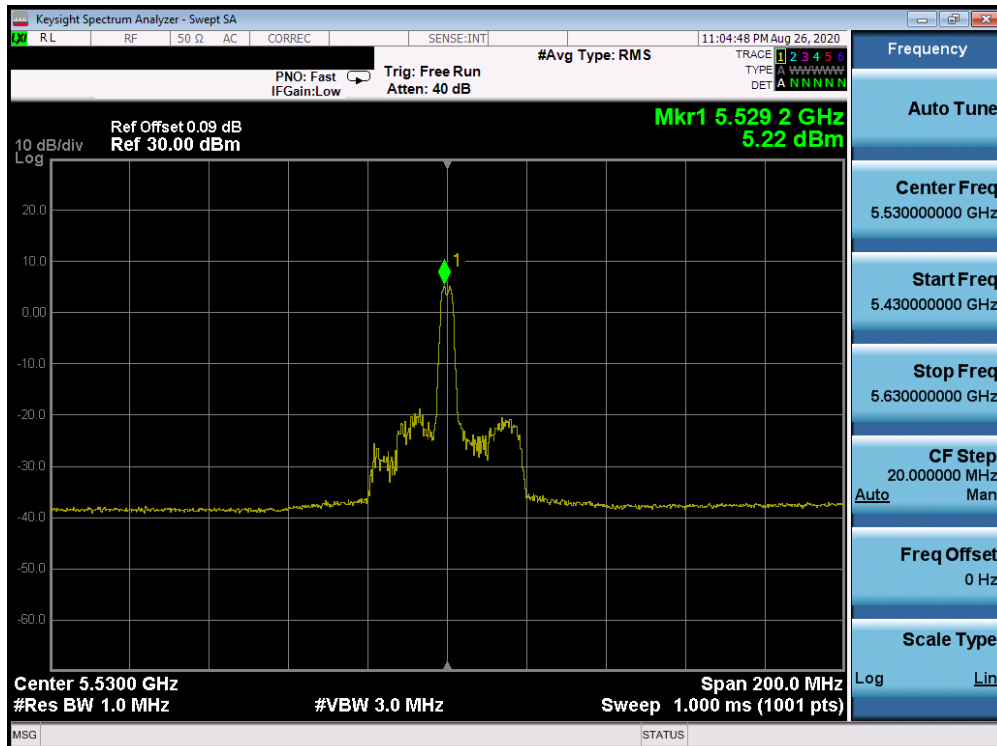 Keysight Spectrum Analyzer - Swept SA
LXI RL RF 50 Ω AC CORREC SENSE:INT 11:04:48 PM Aug 26, 2020
#Avg Type: RMS
TRACE 1 2 3 4 5 6
TYPE A WWWWW
DET A N N N N N
PNO: Fast
IFGain:Low
Trig: Free Run
Atten: 40 dB
Mkr1 5.529 2 GHz
5.22 dBm
Ref Offset 0.09 dB
Ref 30.00 dBm
10 dB/div
Log
20.0
10.0
0.00
-10.0
-20.0
-30.0
-40.0
-50.0
-60.0
1
Center 5.5300 GHz
Span 200.0 MHz
#Res BW 1.0 MHz
#VBW 3.0 MHz
Sweep 1.000 ms (1001 pts)
MSG
STATUS
Frequency
Auto Tune
Center Freq
5.530000000 GHz
Start Freq
5.430000000 GHz
Stop Freq
5.630000000 GHz
CF Step
20.000000 MHz
Auto Man
Freq Offset
0 Hz
Scale Type
Log Lin